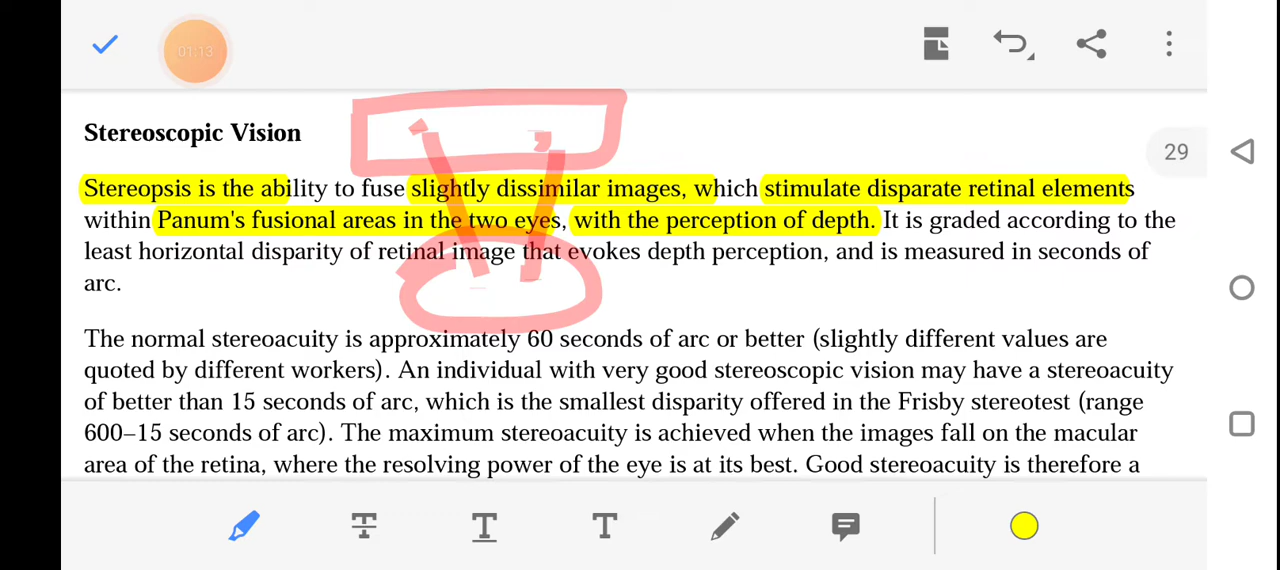 01:13
Stereoscopic Vision
29
Stereopsis is the ability to fuse slightly dissimilar images, which stimulate disparate retinal elements
within Panum's fusional areas in the two eyes, with the perception of depth. It is graded according to the
least horizontal disparity of retinal image that evokes depth perception, and is measured in seconds of
arc.
The normal stereoacuity is approximately 60 seconds of arc or better (slightly different values are
quoted by different workers). An individual with very good stereoscopic vision may have a stereoacuity
of better than 15 seconds of arc, which is the smallest disparity offered in the Frisby stereotest (range
600–15 seconds of arc). The maximum stereoacuity is achieved when the images fall on the macular
area of the retina, where the resolving power of the eye is at its best. Good stereoacuity is therefore a
T T T